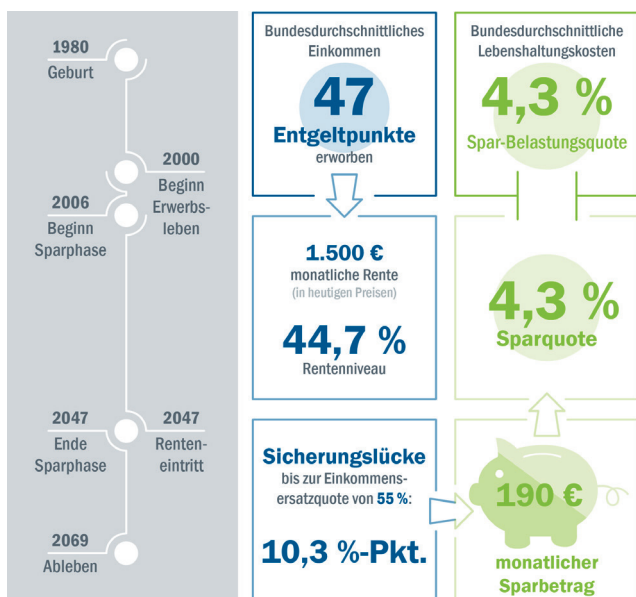 1980
Geburt
2000
Beginn
Erwerbs-
leben
2006
Beginn
Sparphase
2047
Ende
Sparphase
2047
Renten-
eintritt
2069
Ableben
Bundesdurchschnittliches
Einkommen
47
Entgeltpunkte
erworben
1.500 €
monatliche Rente
(in heutigen Preisen)
44,7 %
Rentenniveau
Sicherungslücke
bis zur Einkommens-
ersatzquote von 55 %:
10,3 %-Pkt.
Bundesdurchschnittliche
Lebenshaltungskosten
4,3 %
Spar-Belastungsquote
4,3 %
Sparquote
190 €
monatlicher
Sparbetrag